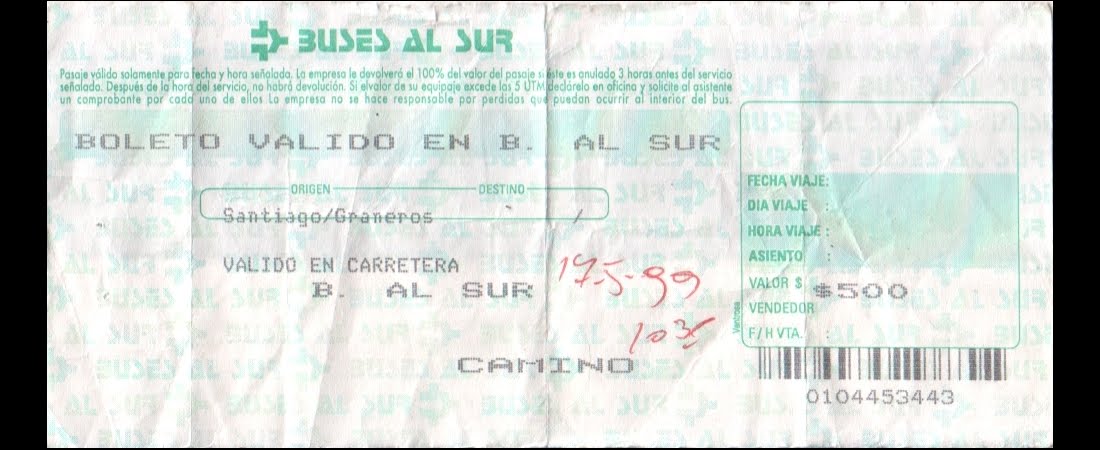 BUSES AL SUR
Pasaje válido solamente para fecha y hora señalada. La empresa le devolverá el 100% del valor del pasaje si éste es anulado 3 horas antes del servicio
señalado. Después de la hora del servicio, no habrá devolución. Si el valor de su equipaje excede las 5 UTM declárelo en oficina y solicite al asistente
un comprobante por cada uno de ellos La empresa no se hace responsable por perdidas que puedan ocurrir al interior del bus.
BOLETO VALIDO EN B. AL SUR
ORIGEN DESTINO
Santiago/Graneros /
VALIDO EN CARRETERA
B. AL SUR
17-5-99
CAMINO
FECHA VIAJE:
DIA VIAJE :
HORA VIAJE :
ASIENTO :
VALOR $ $500
VENDEDOR
F/H VTA. :
0104453443